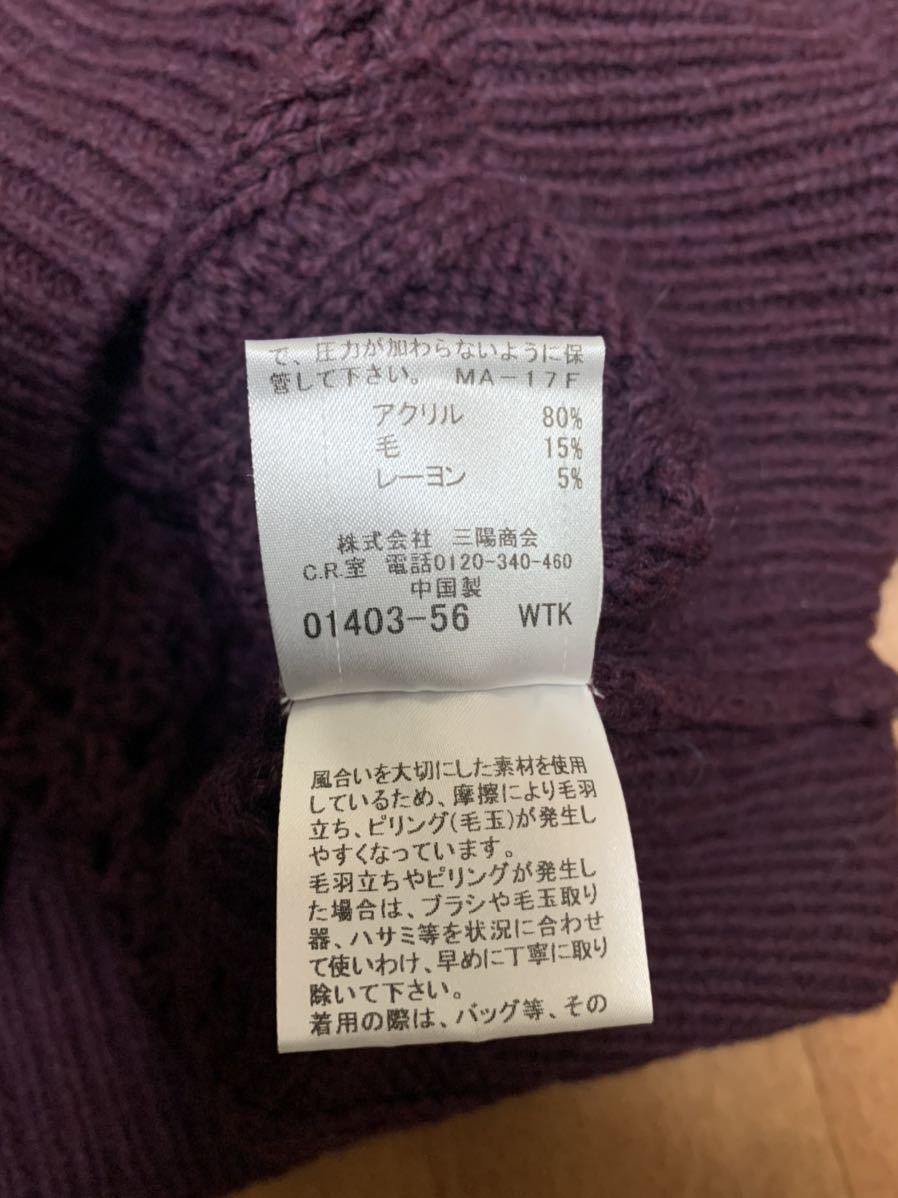 で、圧力が加わらないように保
管して下さい。 MA-17F
アクリル 80%
毛 15%
レーヨン 5%
株式会社 三陽商会
C.R.室 電話0120-340-460
中国製
01403-56 WTK
風合いを大切にした素材を使用
しているため、摩擦により毛羽
立ち、ピリング(毛玉)が発生し
やすくなっています。
毛羽立ちやピリングが発生し
た場合は、ブラシや毛玉取り
器、ハサミ等を状況に合わせ
て使いわけ、早めに丁寧に取り
除いて下さい。
着用の際は、バッグ等、その